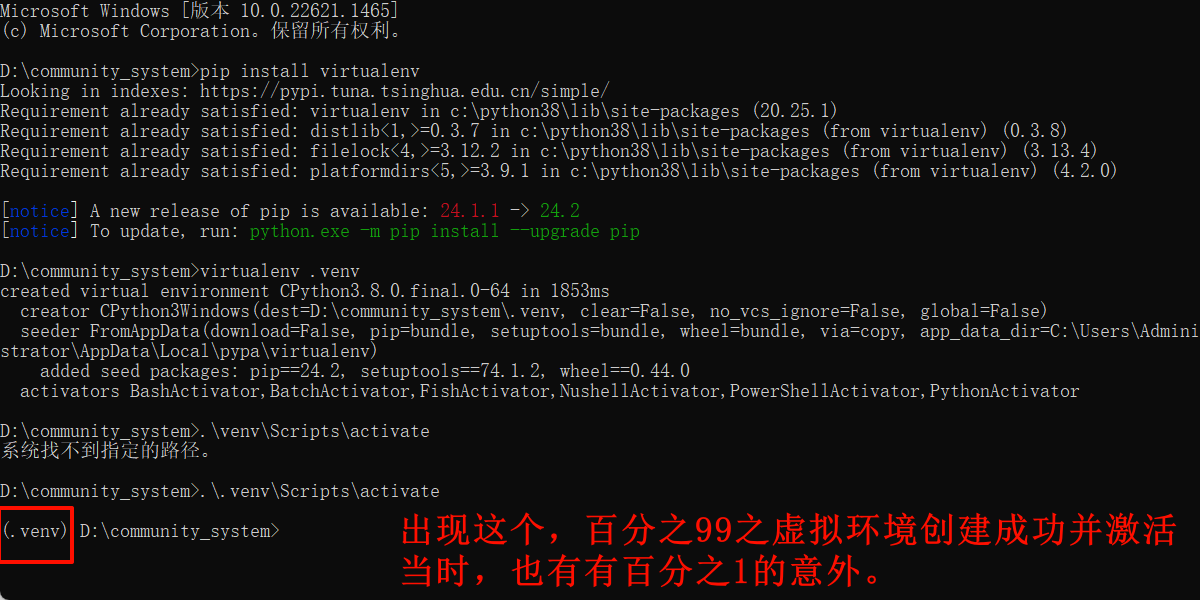 Microsoft Windows [版本 10.0.22621.1465]
(c) Microsoft Corporation。保留所有权利。
D:\community_system>pip install virtualenv
Looking in indexes: https://pypi.tuna.tsinghua.edu.cn/simple/
Requirement already satisfied: virtualenv in c:\python38\lib\site-packages (20.25.1)
Requirement already satisfied: distlib<1,>=0.3.7 in c:\python38\lib\site-packages (from virtualenv) (0.3.8)
Requirement already satisfied: filelock<4,>=3.12.2 in c:\python38\lib\site-packages (from virtualenv) (3.13.4)
Requirement already satisfied: platformdirs<5,>=3.9.1 in c:\python38\lib\site-packages (from virtualenv) (4.2.0)
[notice] A new release of pip is available: 24.1.1 -> 24.2
[notice] To update, run: python.exe -m pip install --upgrade pip
D:\community_system>virtualenv .venv
created virtual environment CPython3.8.0.final.0-64 in 1853ms
creator CPython3Windows(dest=D:\community_system\.venv, clear=False, no_vcs_ignore=False, global=False)
seeder FromAppData(download=False, pip=bundle, setuptools=bundle, wheel=bundle, via=copy, app_data_dir=C:\Users\Admini
strator\AppData\Local\pypa\virtualenv)
added seed packages: pip==24.2, setuptools==74.1.2, wheel==0.44.0
activators BashActivator,BatchActivator,FishActivator,NushellActivator,PowerShellActivator,PythonActivator
D:\community_system>.\venv\Scripts\activate
系统找不到指定的路径。
D:\community_system>.\.venv\Scripts\activate
(.venv) D:\community_system>
出现这个，百分之99之虚拟环境创建成功并激活
当时，也有有百分之1的意外。